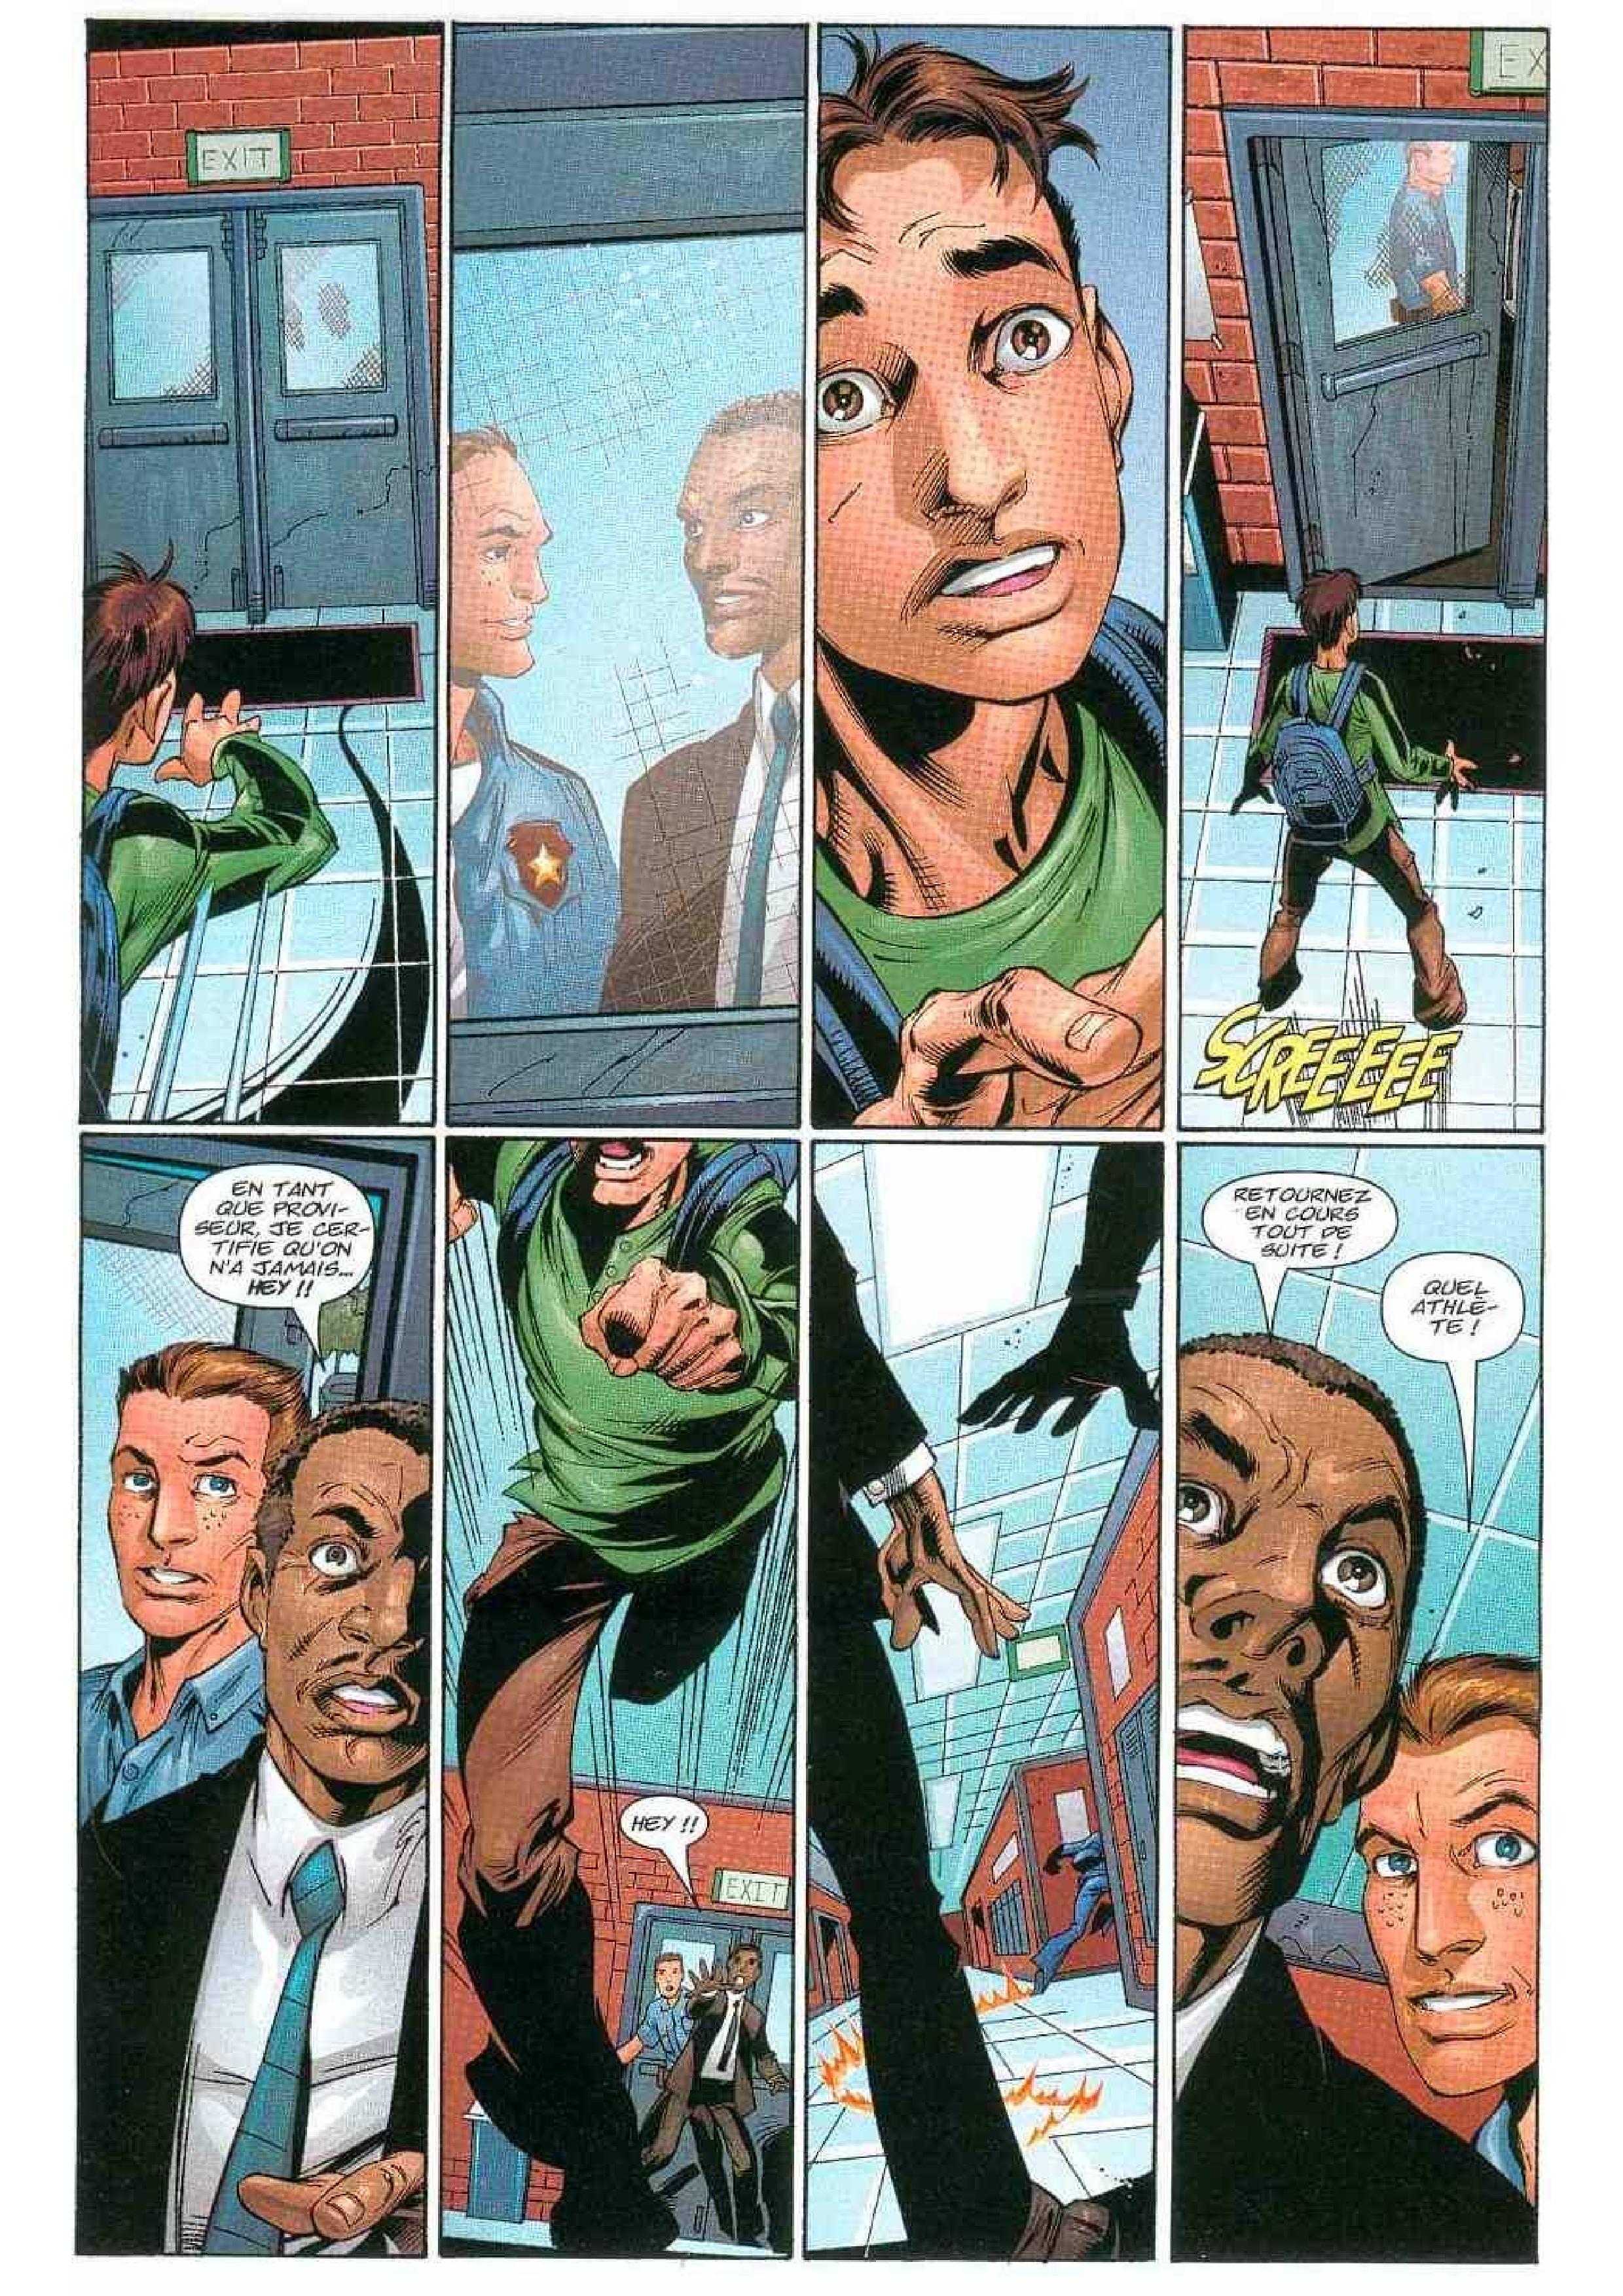 EXIT
EX
SCREEEEE
EN TANT
QUE PROVI-
SEUR, JE CER-
TIFIE QU'ON
N'A JAMAIS...
HEY !!
HEY !!
EXIT
RETOURNEZ
EN COURS
TOUT DE
SUITE !
QUEL
ATHLÈ-
TE !